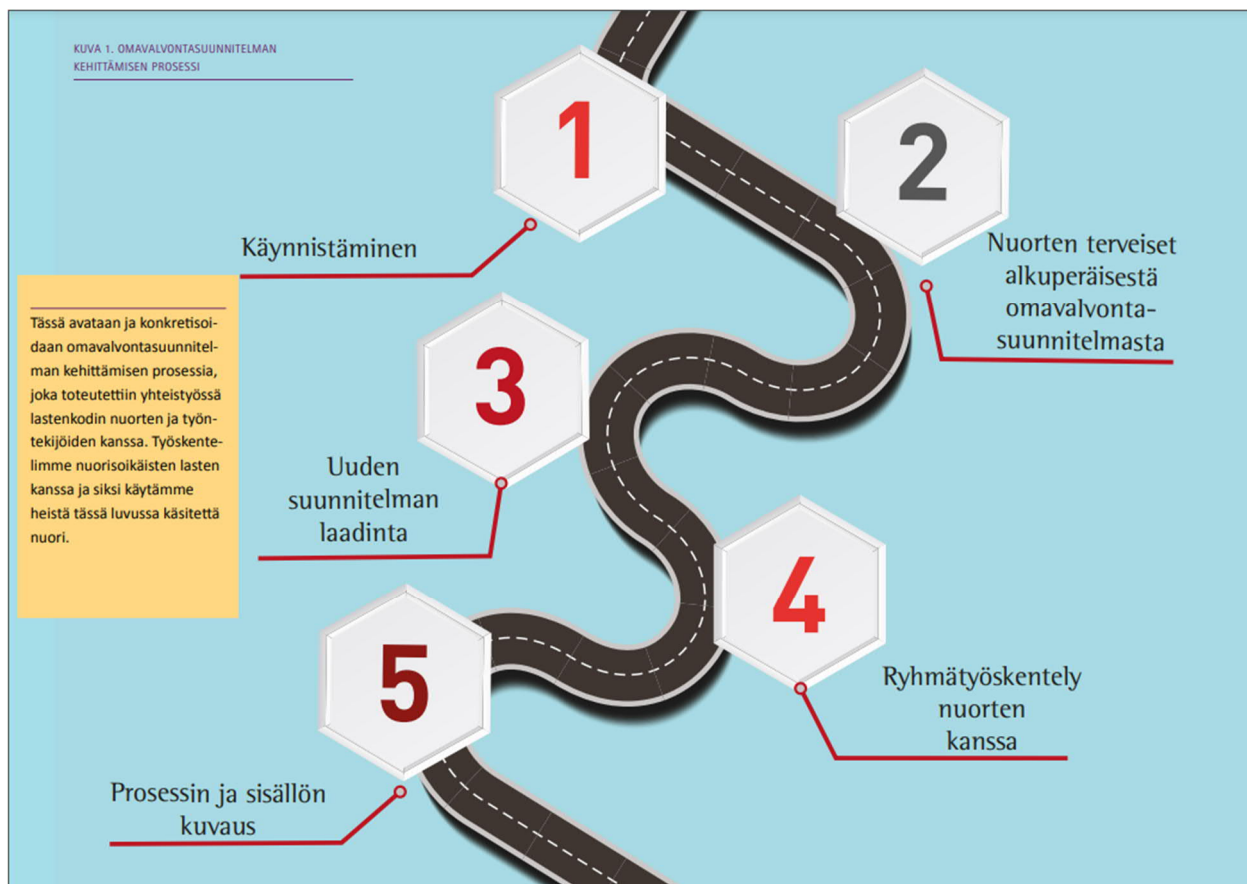 KUVA 1. OMAVALVONTASUUNNITELMAN
KEHITTÄMISEN PROSESSI
1
Käynnistäminen
2
Nuorten terveiset
alkuperäisestä
omavalvonta-
suunnitelmasta
Tässä avataan ja konkretisoi-
daan omavalvontasuunnitel-
man kehittämisen prosessia,
joka toteutettiin yhteistyössä
lastenkodin nuorten ja työn-
tekijöiden kanssa. Työskente-
limme nuorisoikäisten lasten
kanssa ja siksi käytämme
heistä tässä luvussa käsitettä
nuori.
3
Uuden
suunnitelman
laadinta
4
Ryhmätyöskentely
nuorten
kanssa
5
Prosessin ja sisällön
kuvaus